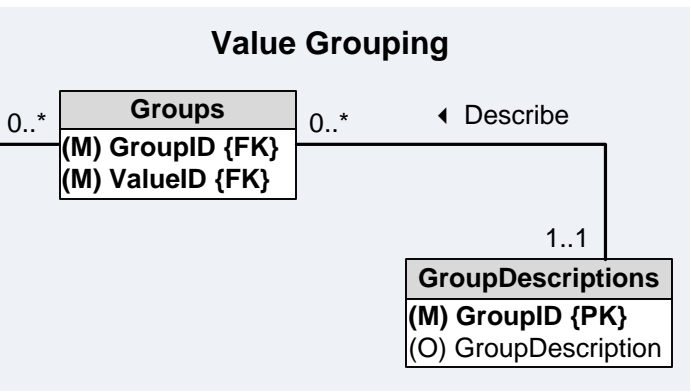 Value Grouping
0..*
Groups
0..*
◄ Describe
(M) GroupID {FK}
(M) ValueID {FK}
1..1
GroupDescriptions
(M) GroupID {PK}
(O) GroupDescription